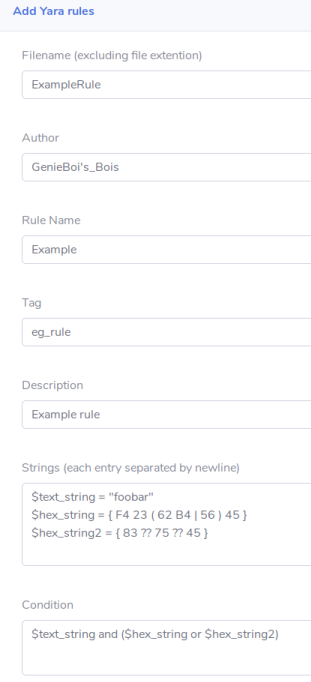 Add Yara rules
Filename (excluding file extention)
ExampleRule
Author
GenieBoi's_Bois
Rule Name
Example
Tag
eg_rule
Description
Example rule
Strings (each entry separated by newline)
$text_string = "foobar"
$hex_string = { F4 23 ( 62 B4 | 56 ) 45 }
$hex_string2 = { 83 ?? 75 ?? 45 }
Condition
$text_string and ($hex_string or $hex_string2)